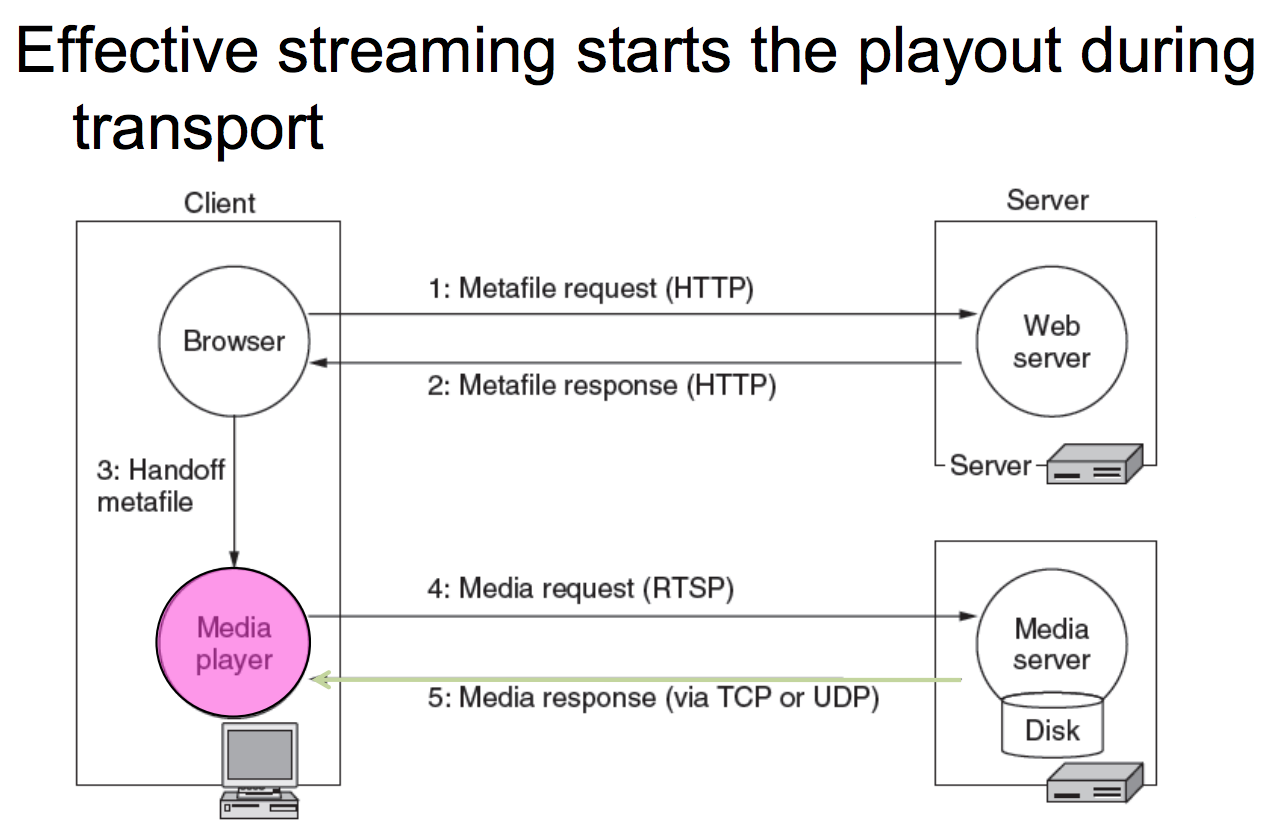 Effective streaming starts the playout during
transport
Client
Server
1: Metafile request (HTTP)
Browser
Web
server
2: Metafile response (HTTP)
3: Handoff
metafile
Server
4: Media request (RTSP)
Media
player
Media
server
5: Media response (via TCP or UDP)
Disk